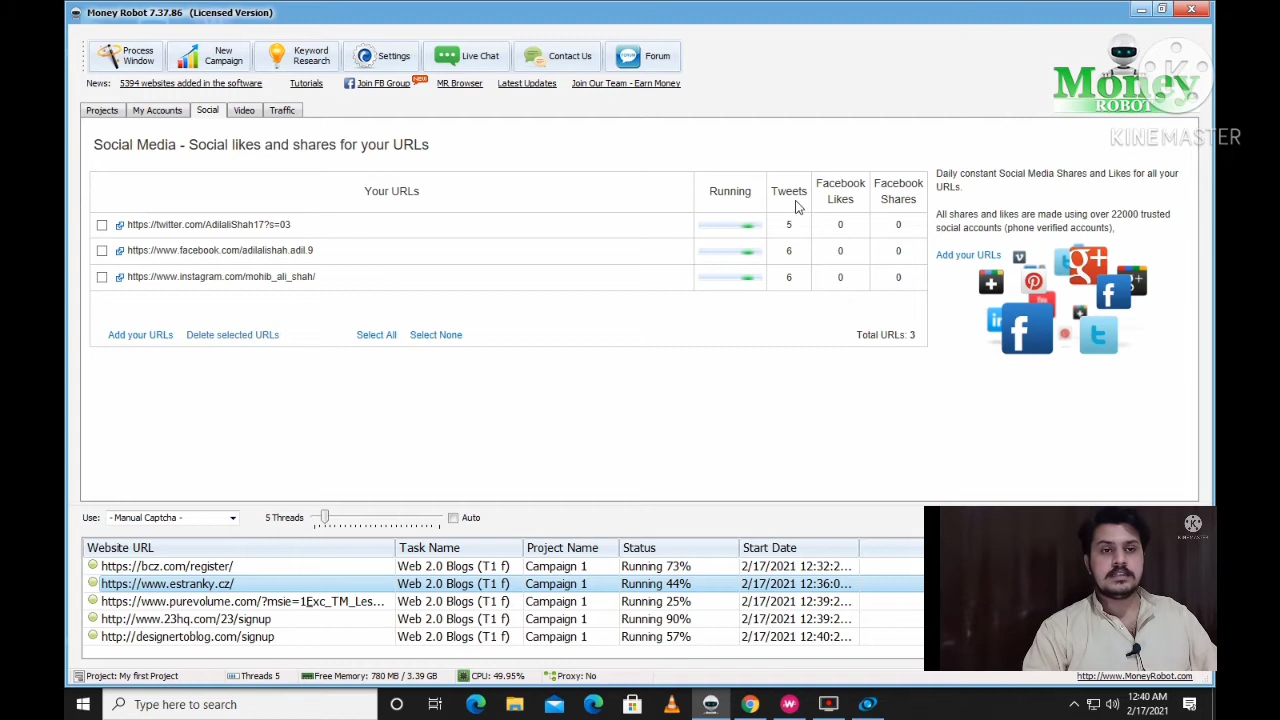 Money Robot 7.37.86 (Licensed Version)
Process Window
New Campaign
Keyword Research
Settings
Live Chat
Contact Us
Forum
News: 5394 websites added in the software
Tutorials
Join FB Group NEW
MR Browser
Latest Updates
Join Our Team - Earn Money
Money
ROBOT
KINEMASTER
Projects My Accounts Social Video Traffic
Social Media - Social likes and shares for your URLs
Your URLs Running Tweets Facebook Likes Facebook Shares
https://twitter.com/AdilaliShah17?s=03 5 0 0
https://www.facebook.com/adilalishah.adil.9 6 0 0
https://www.instagram.com/mohib_ali_shah/ 6 0 0
Add your URLs Delete selected URLs Select All Select None Total URLs: 3
Daily constant Social Media Shares and Likes for all your
URLs.
All shares and likes are made using over 22000 trusted
social accounts (phone verified accounts),
Add your URLs
Use: - Manual Captcha - 5 Threads Auto
Website URL Task Name Project Name Status Start Date
https://bcz.com/register/ Web 2.0 Blogs (T1 f) Campaign 1 Running 73% 2/17/2021 12:32:2...
https://www.estranky.cz/ Web 2.0 Blogs (T1 f) Campaign 1 Running 44% 2/17/2021 12:36:0...
https://www.purevolume.com/?msie=1Exc_TM_Les... Web 2.0 Blogs (T1 f) Campaign 1 Running 25% 2/17/2021 12:39:2...
http://www.23hq.com/23/signup Web 2.0 Blogs (T1 f) Campaign 1 Running 90% 2/17/2021 12:39:2...
http://designertoblog.com/signup Web 2.0 Blogs (T1 f) Campaign 1 Running 57% 2/17/2021 12:40:2...
KINEMASTER
Project: My first Project Threads 5 Free Memory: 780 MB / 3.39 GB CPU: 49.95% Proxy: No http://www.MoneyRobot.com
Type here to search
12:40 AM
2/17/2021